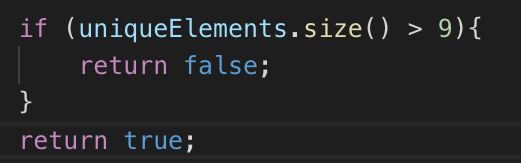 if (uniqueElements.size() > 9){
    return false;
}
return true;